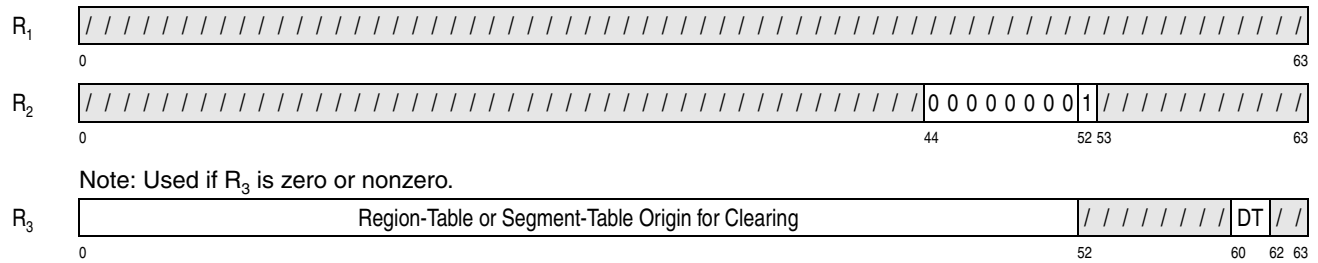 R1 / / / / / / / / / / / / / / / / / / / / / / / / / / / / / / / / / / / / / / / / / / / / / / / / / / / / / / / / / / / / / / / /
0 63
R2 / / / / / / / / / / / / / / / / / / / / / / / / / / / / / / / / / / / / / / / / / / / / 0 0 0 0 0 0 0 0 1 / / / / / / / / / / /
0 44 52 53 63
Note: Used if R3 is zero or nonzero.
R3 Region-Table or Segment-Table Origin for Clearing / / / / / / / / DT / /
0 52 60 62 63